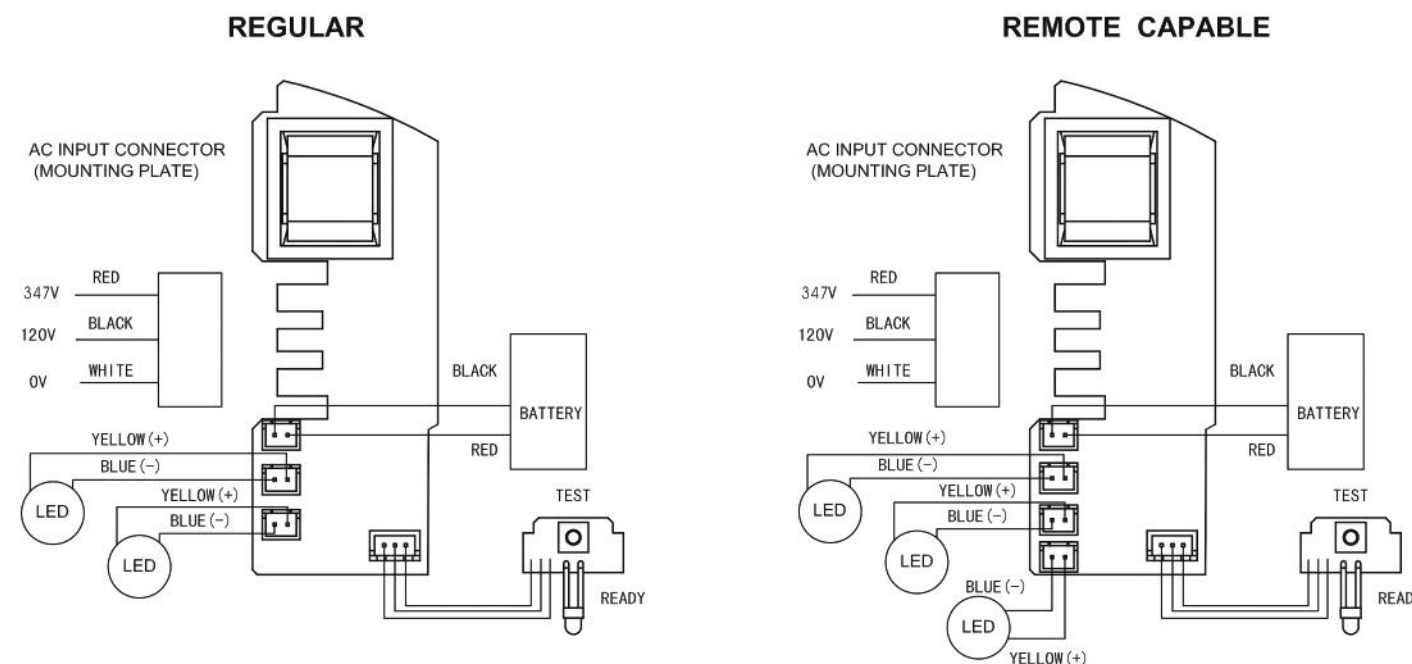 REGULAR
AC INPUT CONNECTOR
(MOUNTING PLATE)
RED
347V
BLACK
120V
WHITE
0V
BLACK
BATTERY
RED
YELLOW(+)
BLUE(-)
LED
YELLOW(+)
BLUE(-)
LED
TEST
READY
REMOTE CAPABLE
AC INPUT CONNECTOR
(MOUNTING PLATE)
RED
347V
BLACK
120V
WHITE
0V
BLACK
BATTERY
RED
YELLOW(+)
BLUE(-)
LED
YELLOW(+)
BLUE(-)
LED
BLUE(-)
LED
YELLOW(+)
TEST
READ